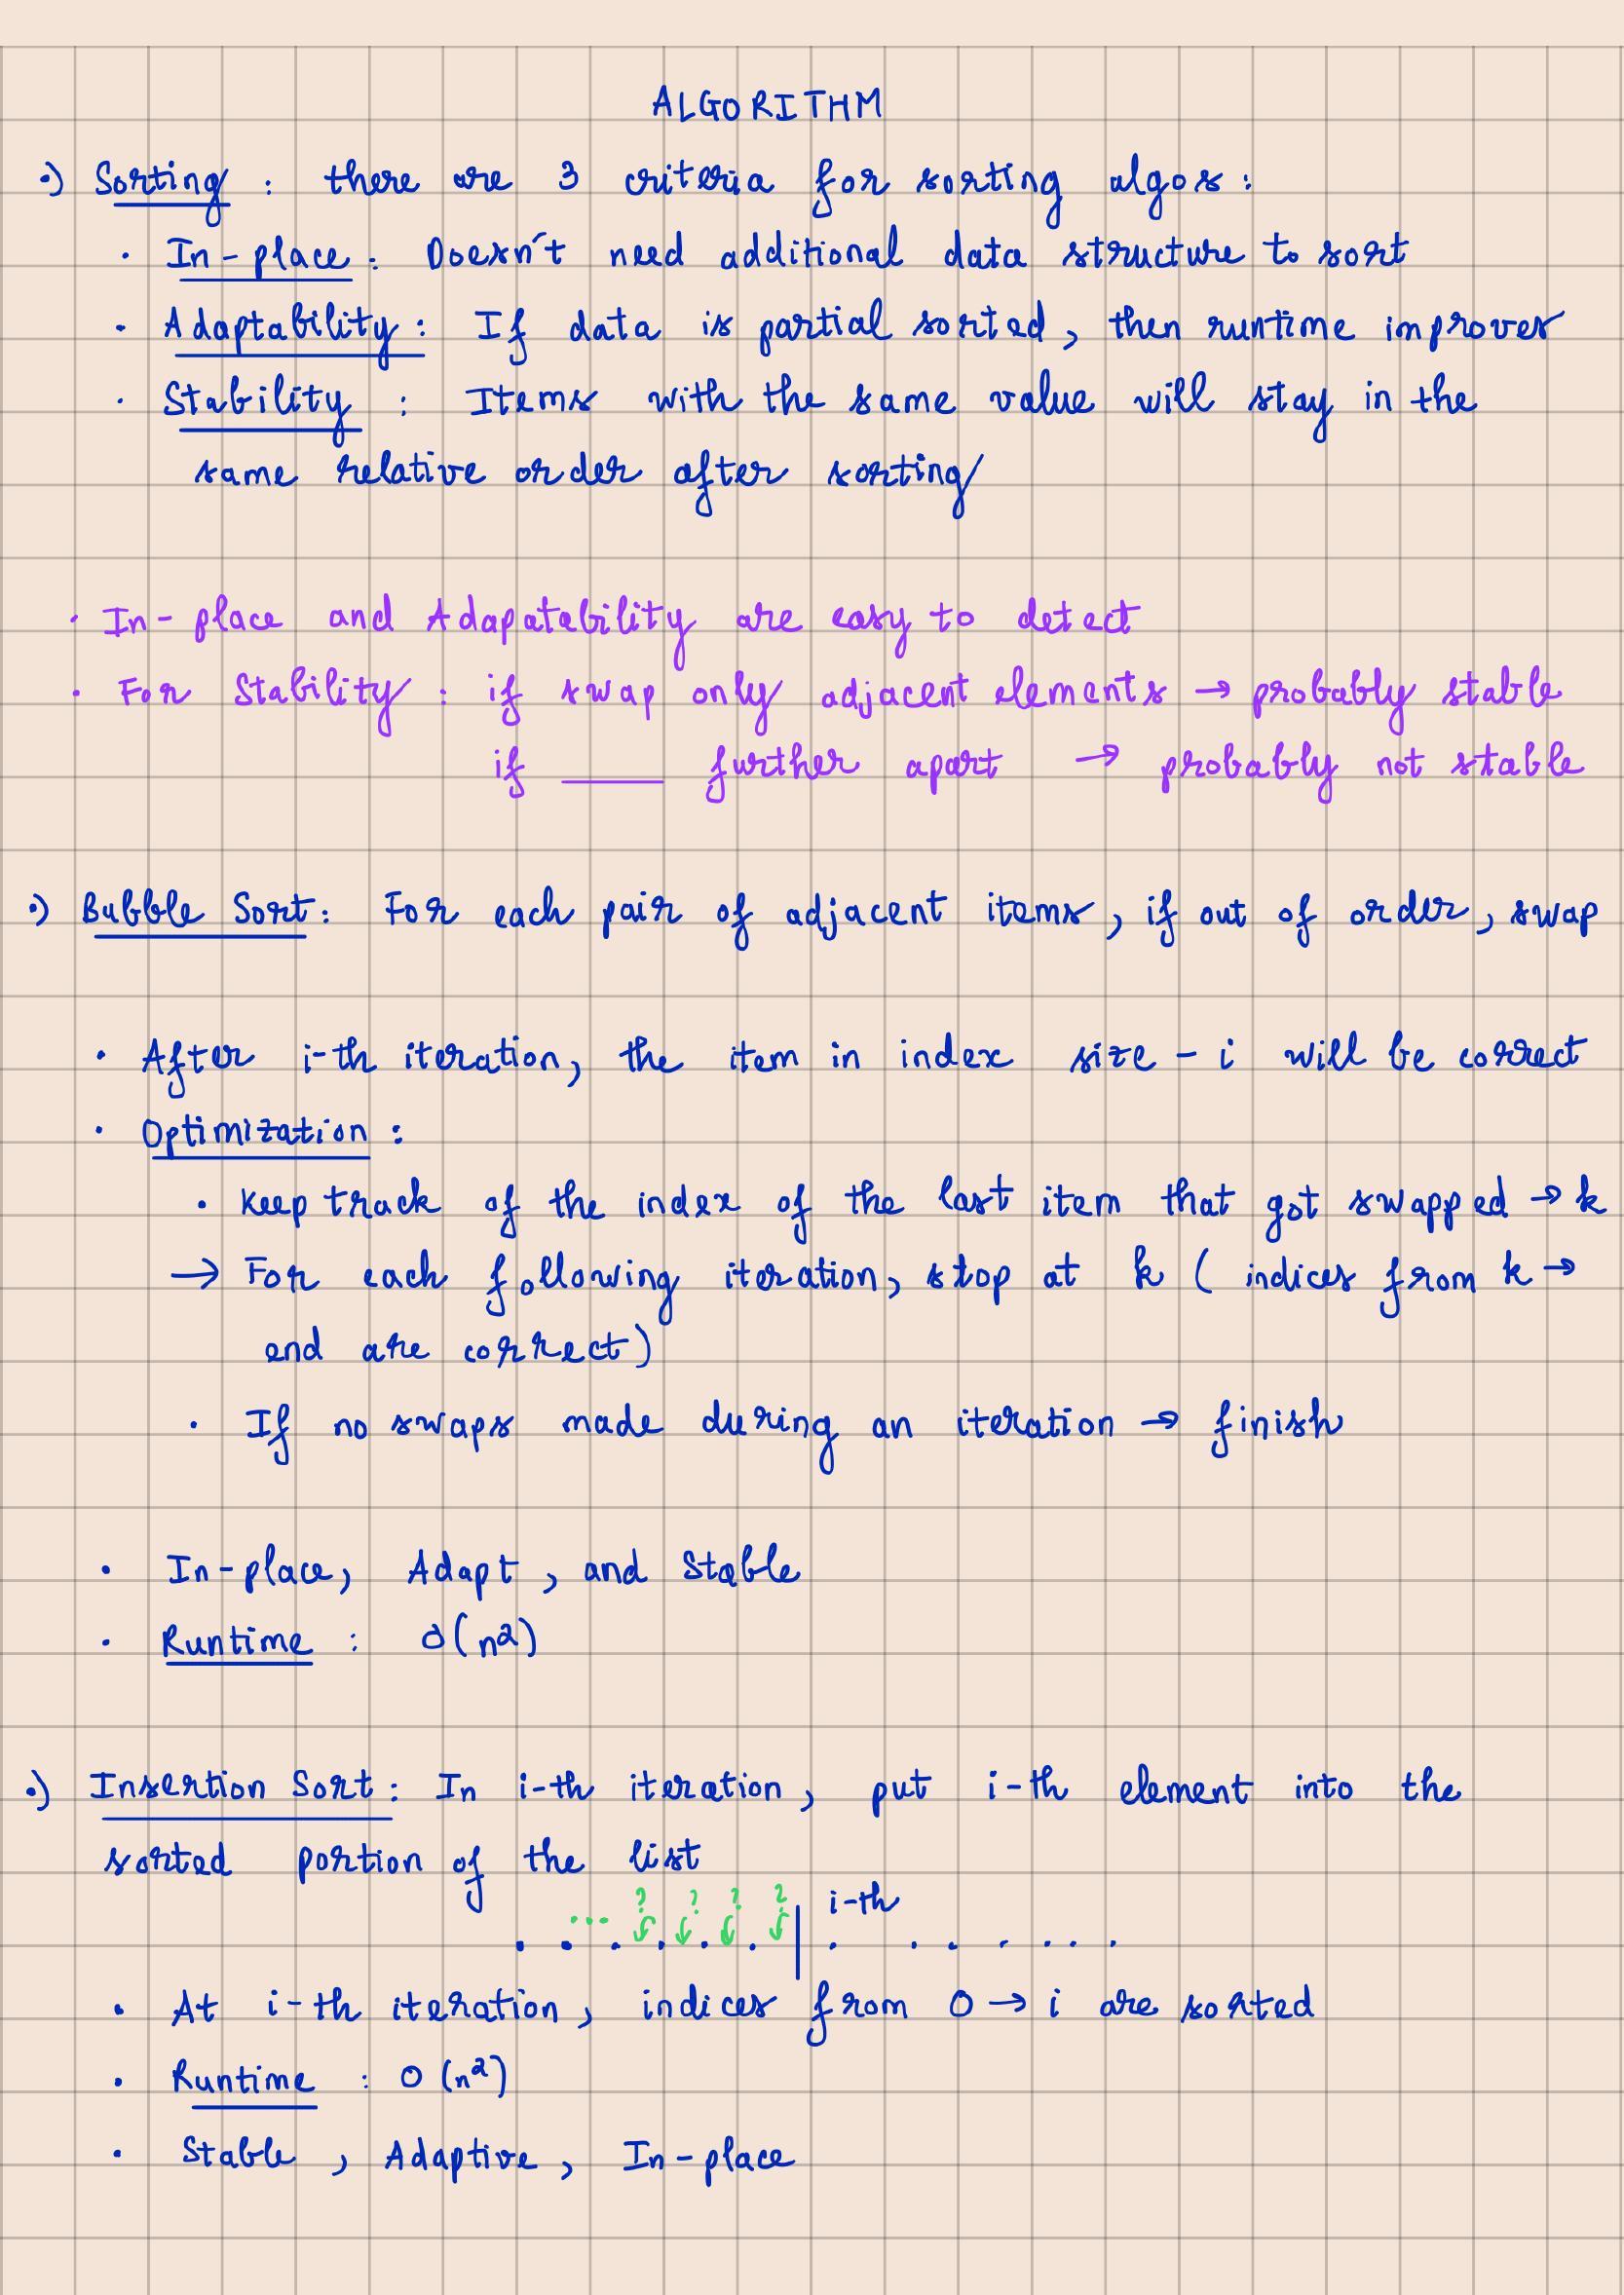 ALGORITHM
•) Sorting : there are 3 criteria for sorting algos :
• In-place : Doesn't need additional data structure to sort
• Adaptability : If data is partial sorted, then runtime improves
• Stability : Items with the same value will stay in the
same relative order after sorting
• In-place and Adapatability are easy to detect
• For Stability : if swap only adjacent elements → probably stable
if ____ further apart → probably not stable
•) Bubble Sort : For each pair of adjacent items, if out of order, swap
• After i-th iteration, the item in index size - i will be correct
• Optimization :
• Keep track of the index of the last item that got swapped → k
→ For each following iteration, stop at k ( indices from k →
end are correct)
• If no swaps made during an iteration → finish
• In-place, Adapt, and Stable
• Runtime : O(n²)
•) Insertion Sort : In i-th iteration, put i-th element into the
sorted portion of the list
... ? ? ? ? | i-th
• At i-th iteration, indices from 0 → i are sorted
• Runtime : O(n²)
• Stable, Adaptive, In-place